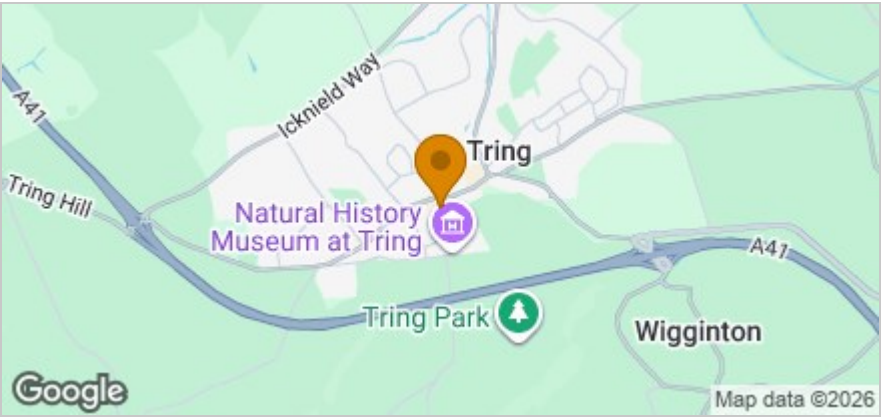 A41
Icknield Way
Tring
Tring Hill
Natural History
Museum at Tring
A41
Tring Park
Wigginton
Google
Map data ©2026